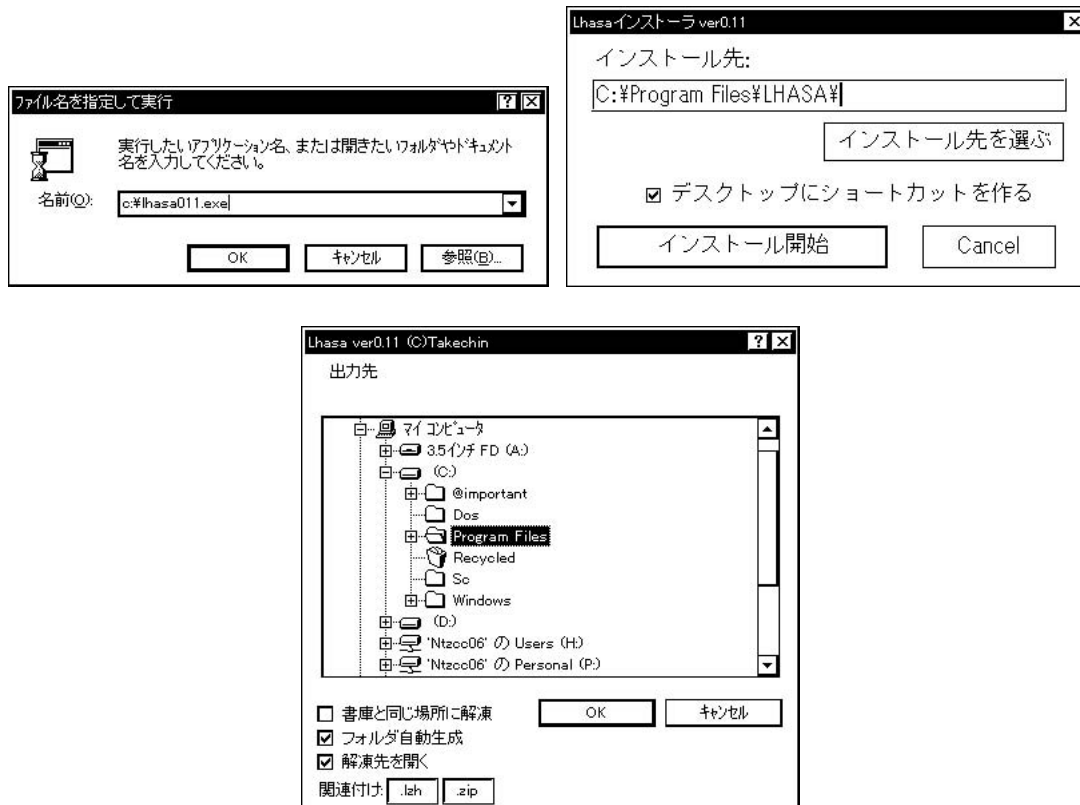 ファイル名を指定して実行
実行したいアプリケーション名、または開きたいフォルダやドキュメント
名を入力してください。
名前(O):
c:¥lhasa011.exe
OK
キャンセル
参照(B)...
Lhasaインストーラ ver0.11
インストール先:
C:¥Program Files¥LHASA¥
インストール先を選ぶ
デスクトップにショートカットを作る
インストール開始
Cancel
Lhasa ver0.11 (C)Takechin
出力先
マイ コンピュータ
3.5インチ FD (A:)
(C:)
@important
Dos
Program Files
Recycled
Sc
Windows
(D:)
'Ntzcc06' の Users (H:)
'Ntzcc06' の Personal (P:)
書庫と同じ場所に解凍
OK
キャンセル
フォルダ自動生成
解凍先を開く
関連付け: .lzh .zip